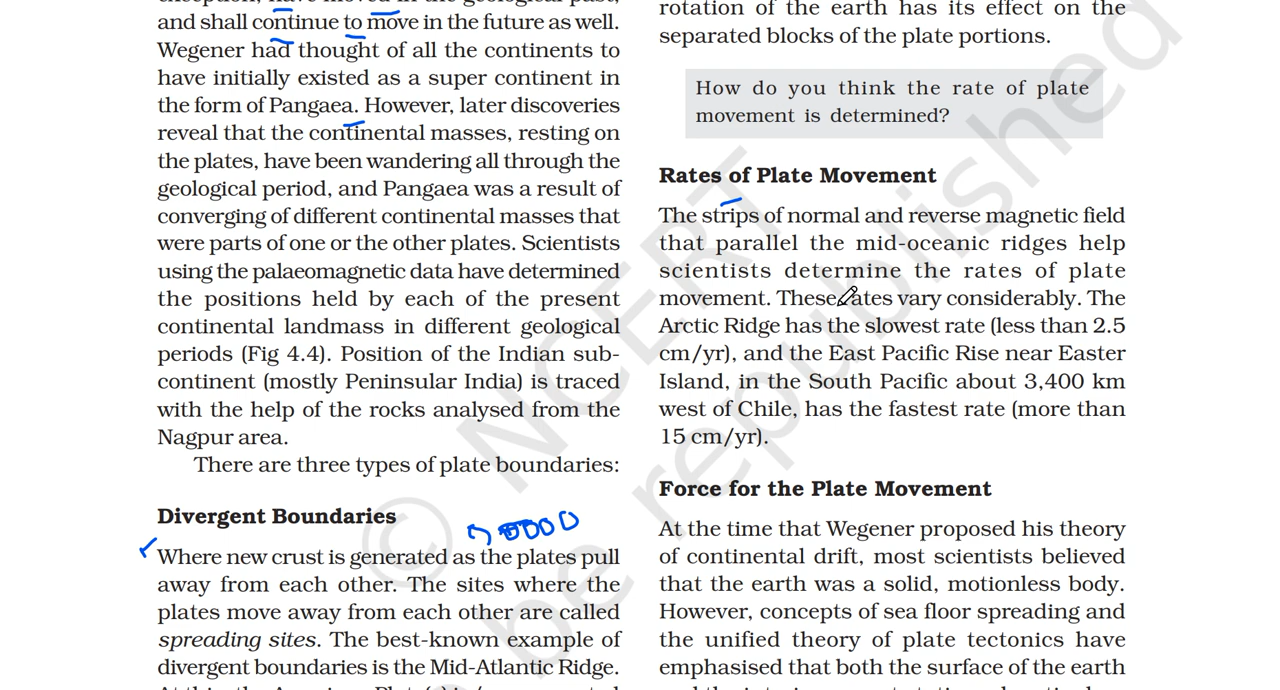 and shall continue to move in the future as well.
Wegener had thought of all the continents to
have initially existed as a super continent in
the form of Pangaea. However, later discoveries
reveal that the continental masses, resting on
the plates, have been wandering all through the
geological period, and Pangaea was a result of
converging of different continental masses that
were parts of one or the other plates. Scientists
using the palaeomagnetic data have determined
the positions held by each of the present
continental landmass in different geological
periods (Fig 4.4). Position of the Indian sub-
continent (mostly Peninsular India) is traced
with the help of the rocks analysed from the
Nagpur area.
There are three types of plate boundaries:
Divergent Boundaries
Where new crust is generated as the plates pull
away from each other. The sites where the
plates move away from each other are called
spreading sites. The best-known example of
divergent boundaries is the Mid-Atlantic Ridge.
rotation of the earth has its effect on the
separated blocks of the plate portions.
How do you think the rate of plate
movement is determined?
Rates of Plate Movement
The strips of normal and reverse magnetic field
that parallel the mid-oceanic ridges help
scientists determine the rates of plate
movement. These rates vary considerably. The
Arctic Ridge has the slowest rate (less than 2.5
cm/yr), and the East Pacific Rise near Easter
Island, in the South Pacific about 3,400 km
west of Chile, has the fastest rate (more than
15 cm/yr).
Force for the Plate Movement
At the time that Wegener proposed his theory
of continental drift, most scientists believed
that the earth was a solid, motionless body.
However, concepts of sea floor spreading and
the unified theory of plate tectonics have
emphasised that both the surface of the earth
© NCERT
be republished